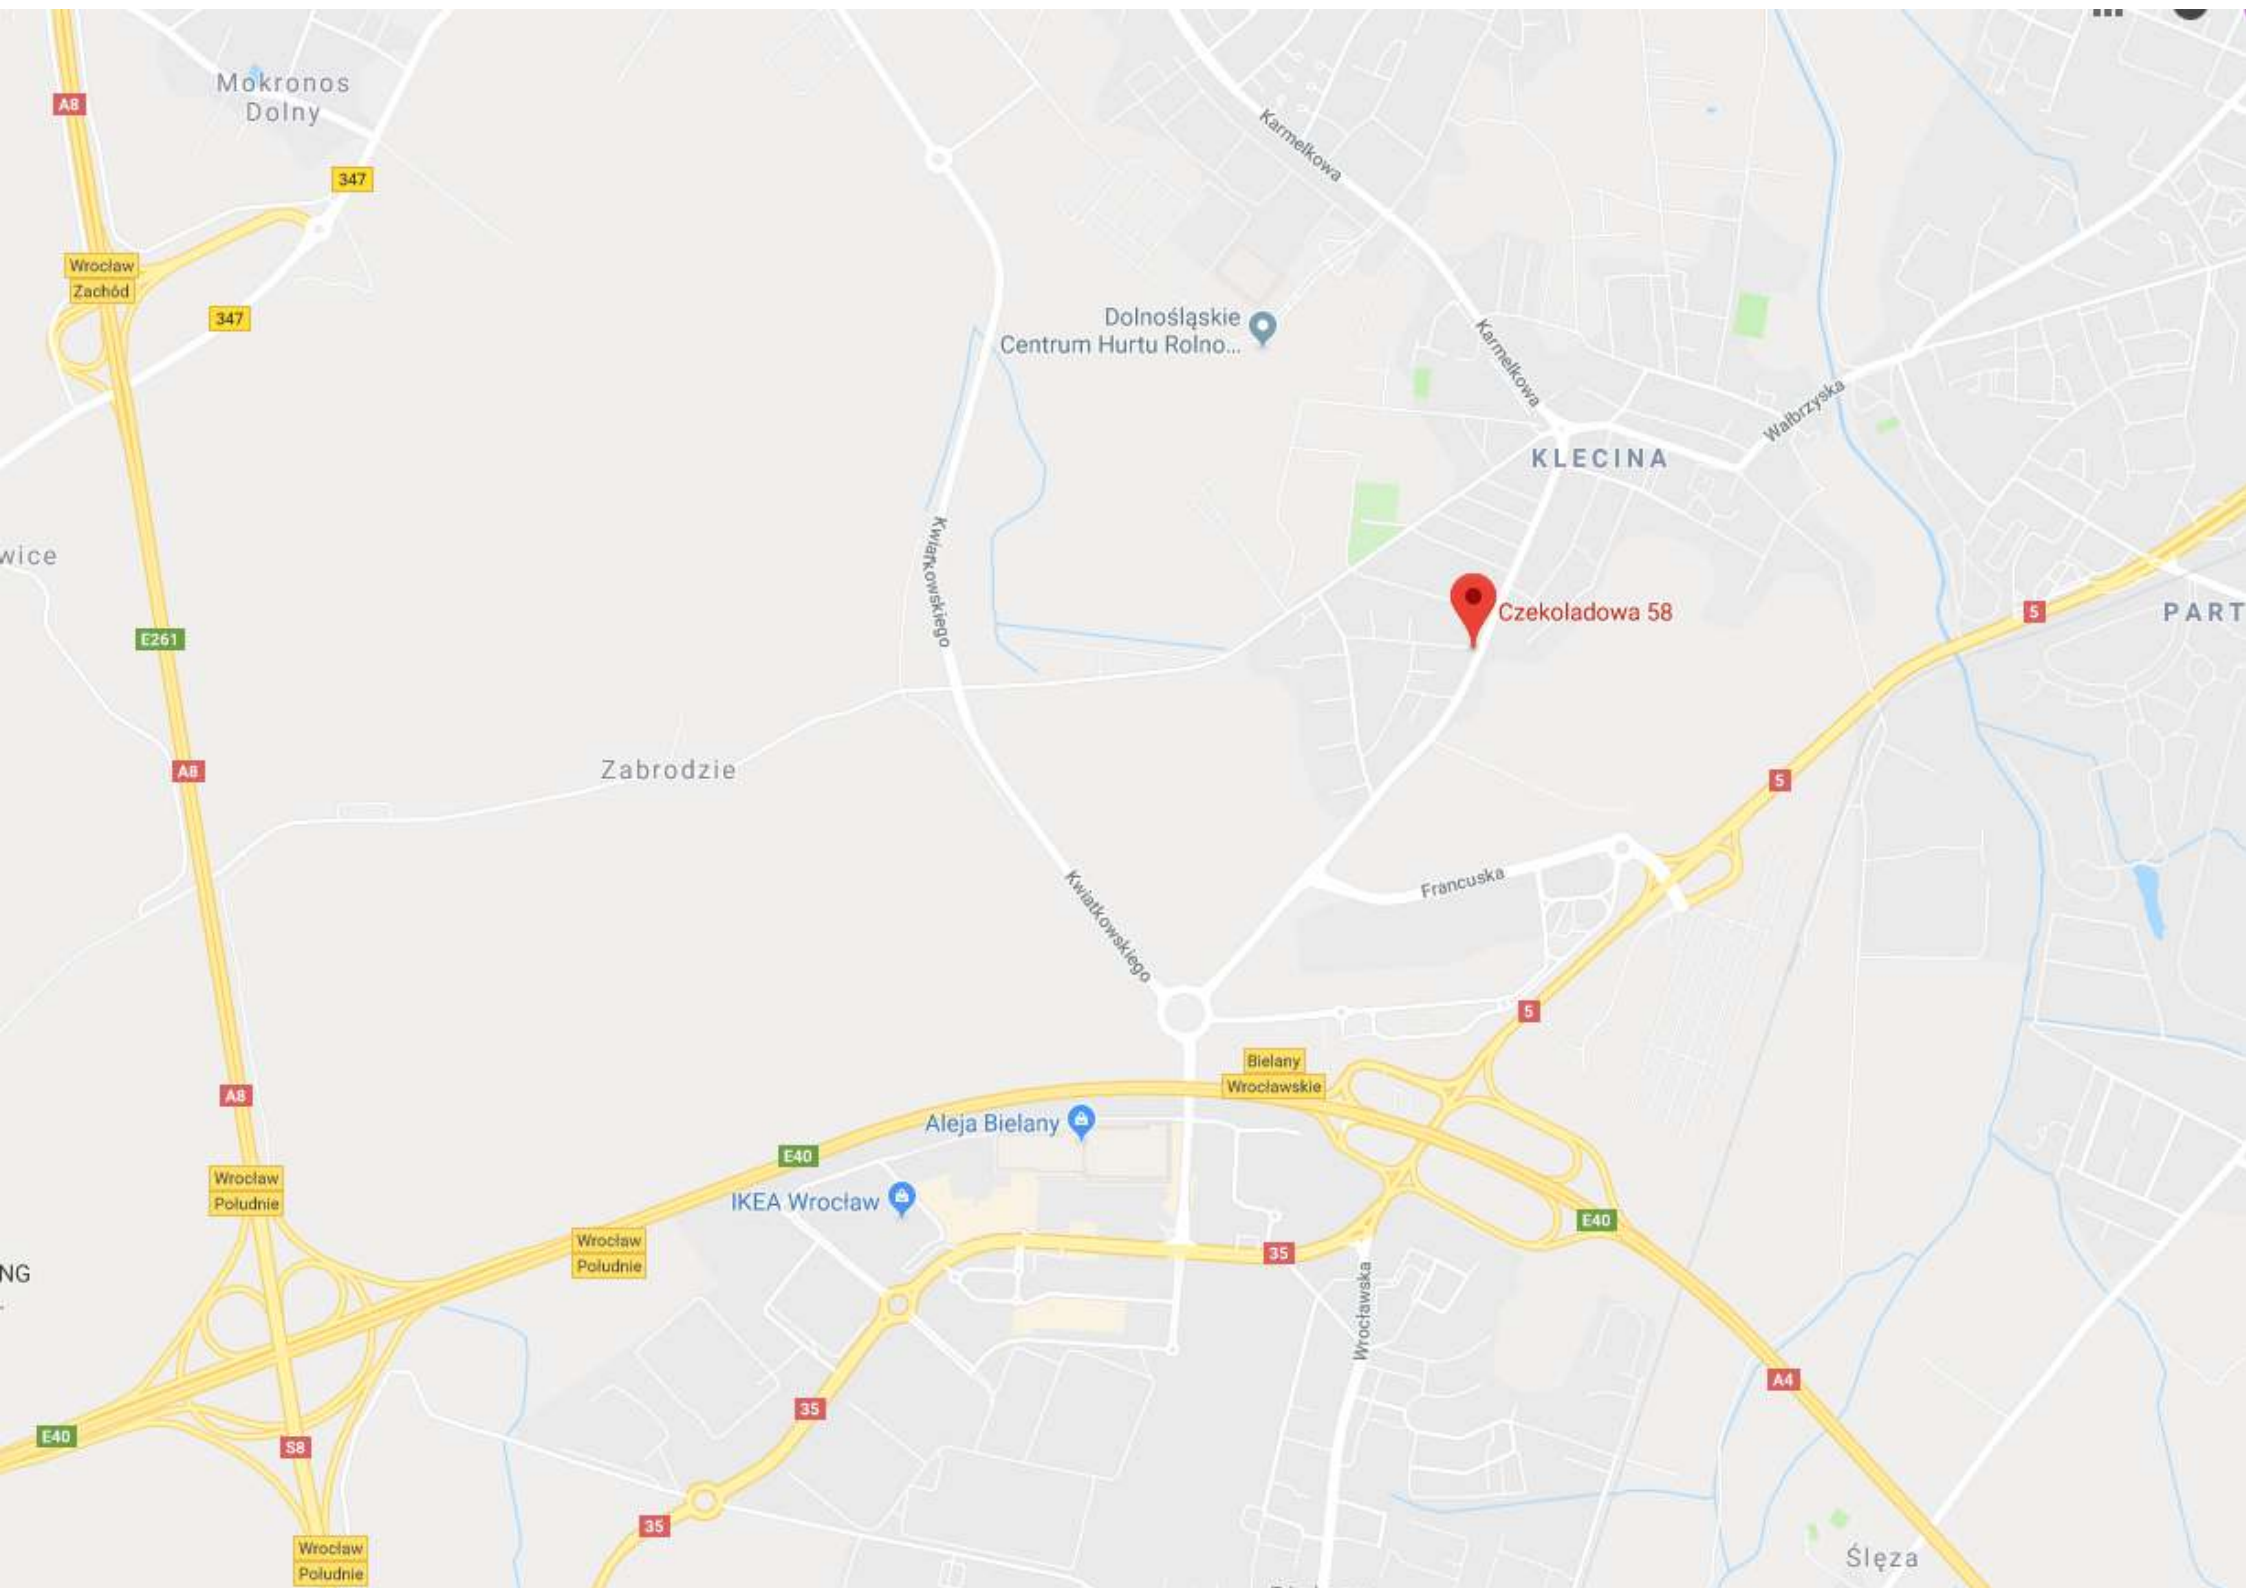 Mokronos
Dolny
A8
347
Karmelkowa
Wrocław
Zachód
347
Dolnośląskie
Centrum Hurtu Rolno...
Karmelkowa
Wałbrzyska
KLECINA
wice
Kwiatkowskiego
Czekoladowa 58
5
PART
E261
A8
Zabrodzie
5
Francuska
Kwiatkowskiego
5
Bielany
Wrocławskie
A8
Aleja Bielany
E40
IKEA Wrocław
Wrocław
Południe
E40
Wrocław
Południe
35
NG
Wrocławska
A4
35
E40
S8
35
Wrocław
Południe
Ślęza